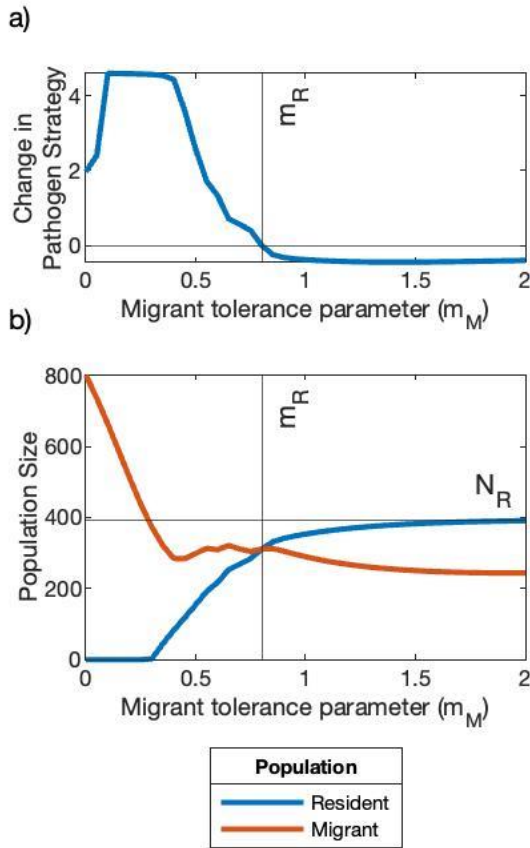 a)
Change in
Pathogen Strategy
4
2
0
m_R
0
0.5
1
1.5
2
Migrant tolerance parameter (m_M)
b)
Population Size
800
600
400
200
0
m_R
N_R
0
0.5
1
1.5
2
Migrant tolerance parameter (m_M)
Population
Resident
Migrant